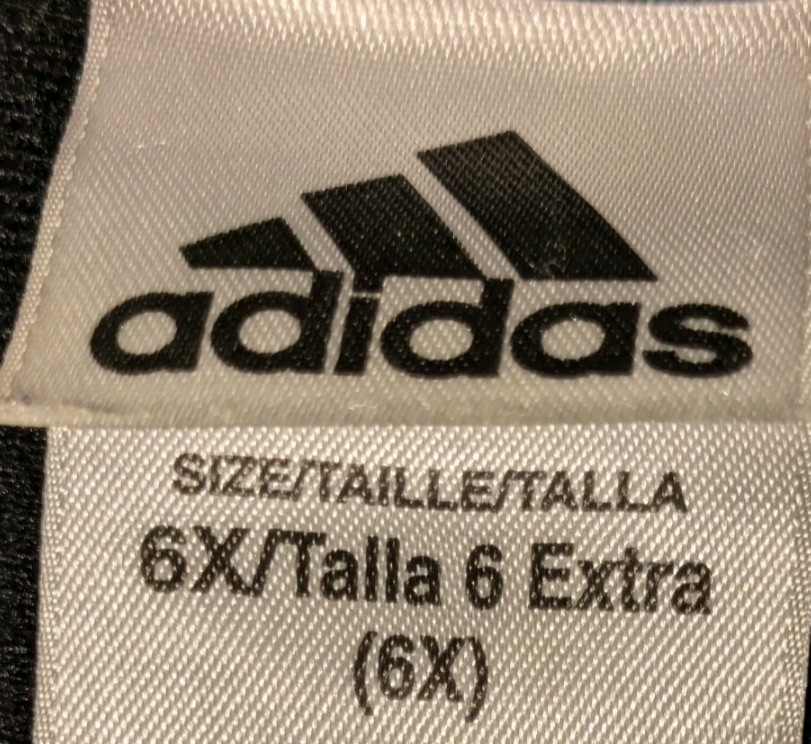 adidas
SIZE/TAILLE/TALLA
6X/Talla 6 Extra
(6X)